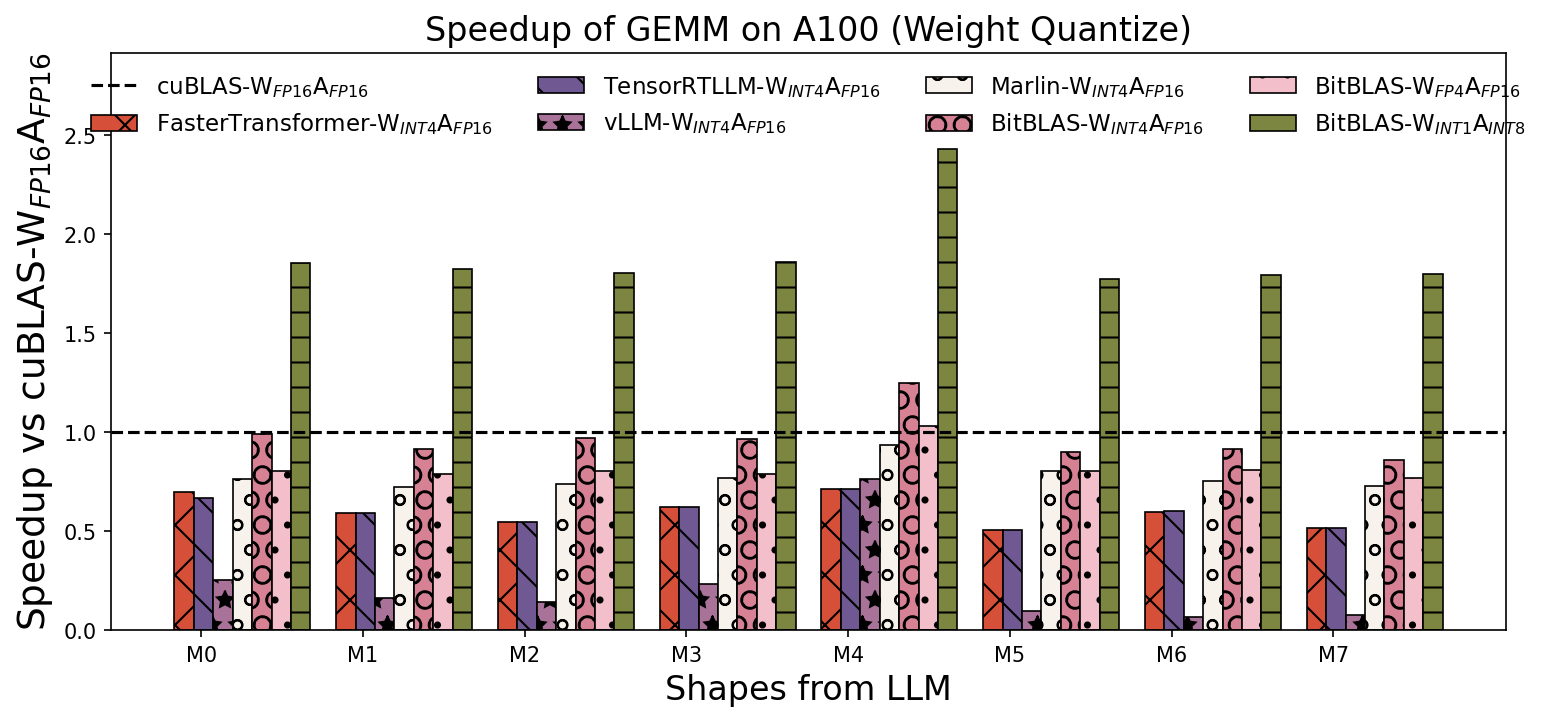 Speedup of GEMM on A100 (Weight Quantize)
cuBLAS-W_FP16A_FP16
FasterTransformer-W_INT4A_FP16
TensorRTLLM-W_INT4A_FP16
vLLM-W_INT4A_FP16
Marlin-W_INT4A_FP16
BitBLAS-W_INT4A_FP16
BitBLAS-W_FP4A_FP16
BitBLAS-W_INT1A_INT8
Speedup vs cuBLAS-W_FP16A_FP16
2.5
2.0
1.5
1.0
0.5
0.0
M0 M1 M2 M3 M4 M5 M6 M7
Shapes from LLM